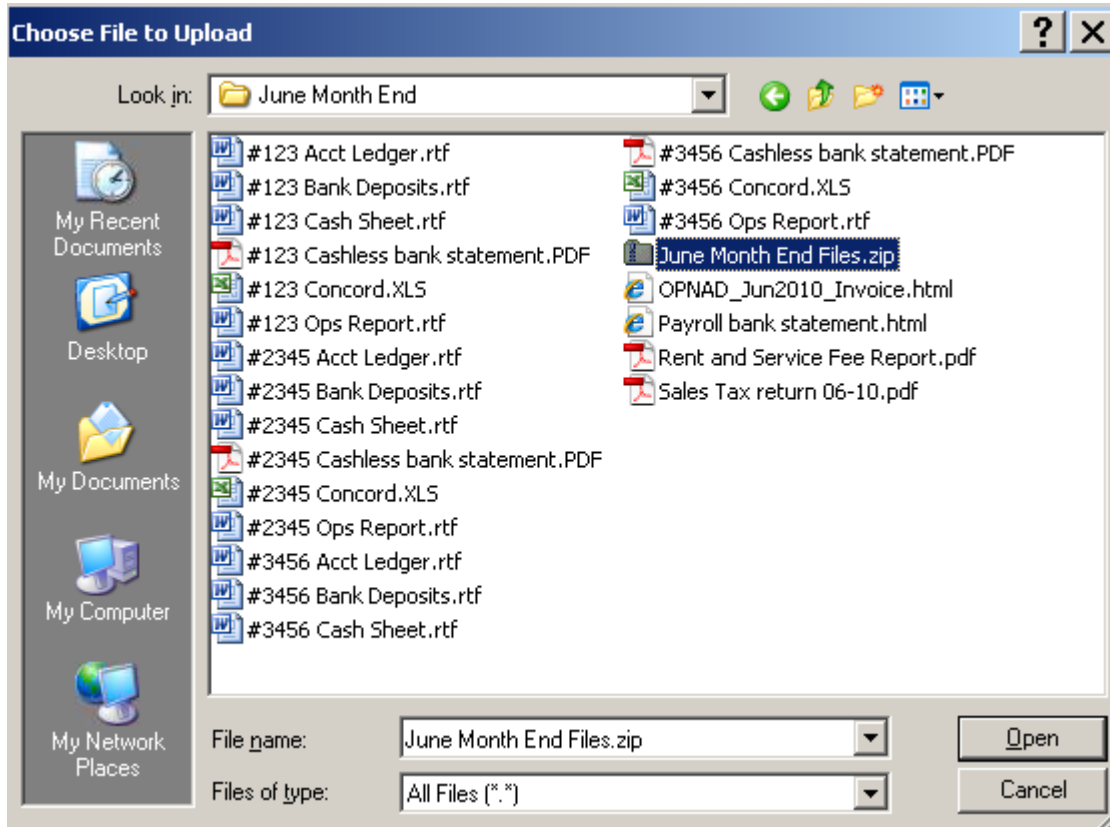 Choose File to Upload
Look in:
June Month End
My Recent
Documents
Desktop
My Documents
My Computer
My Network
Places
#123 Acct Ledger.rtf
#123 Bank Deposits.rtf
#123 Cash Sheet.rtf
#123 Cashless bank statement.PDF
#123 Concord.XLS
#123 Ops Report.rtf
#2345 Acct Ledger.rtf
#2345 Bank Deposits.rtf
#2345 Cash Sheet.rtf
#2345 Cashless bank statement.PDF
#2345 Concord.XLS
#2345 Ops Report.rtf
#3456 Acct Ledger.rtf
#3456 Bank Deposits.rtf
#3456 Cash Sheet.rtf
#3456 Cashless bank statement.PDF
#3456 Concord.XLS
#3456 Ops Report.rtf
June Month End Files.zip
OPNAD_Jun2010_Invoice.html
Payroll bank statement.html
Rent and Service Fee Report.pdf
Sales Tax return 06-10.pdf
File name:
June Month End Files.zip
Open
Files of type:
All Files (*.*)
Cancel